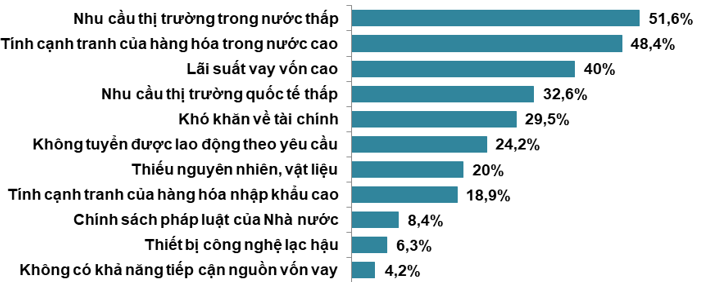 Nhu cầu thị trường trong nước thấp 51,6%
Tính cạnh tranh của hàng hóa trong nước cao 48,4%
Lãi suất vay vốn cao 40%
Nhu cầu thị trường quốc tế thấp 32,6%
Khó khăn về tài chính 29,5%
Không tuyển được lao động theo yêu cầu 24,2%
Thiếu nguyên nhiên, vật liệu 20%
Tính cạnh tranh của hàng hóa nhập khẩu cao 18,9%
Chính sách pháp luật của Nhà nước 8,4%
Thiết bị công nghệ lạc hậu 6,3%
Không có khả năng tiếp cận nguồn vốn vay 4,2%